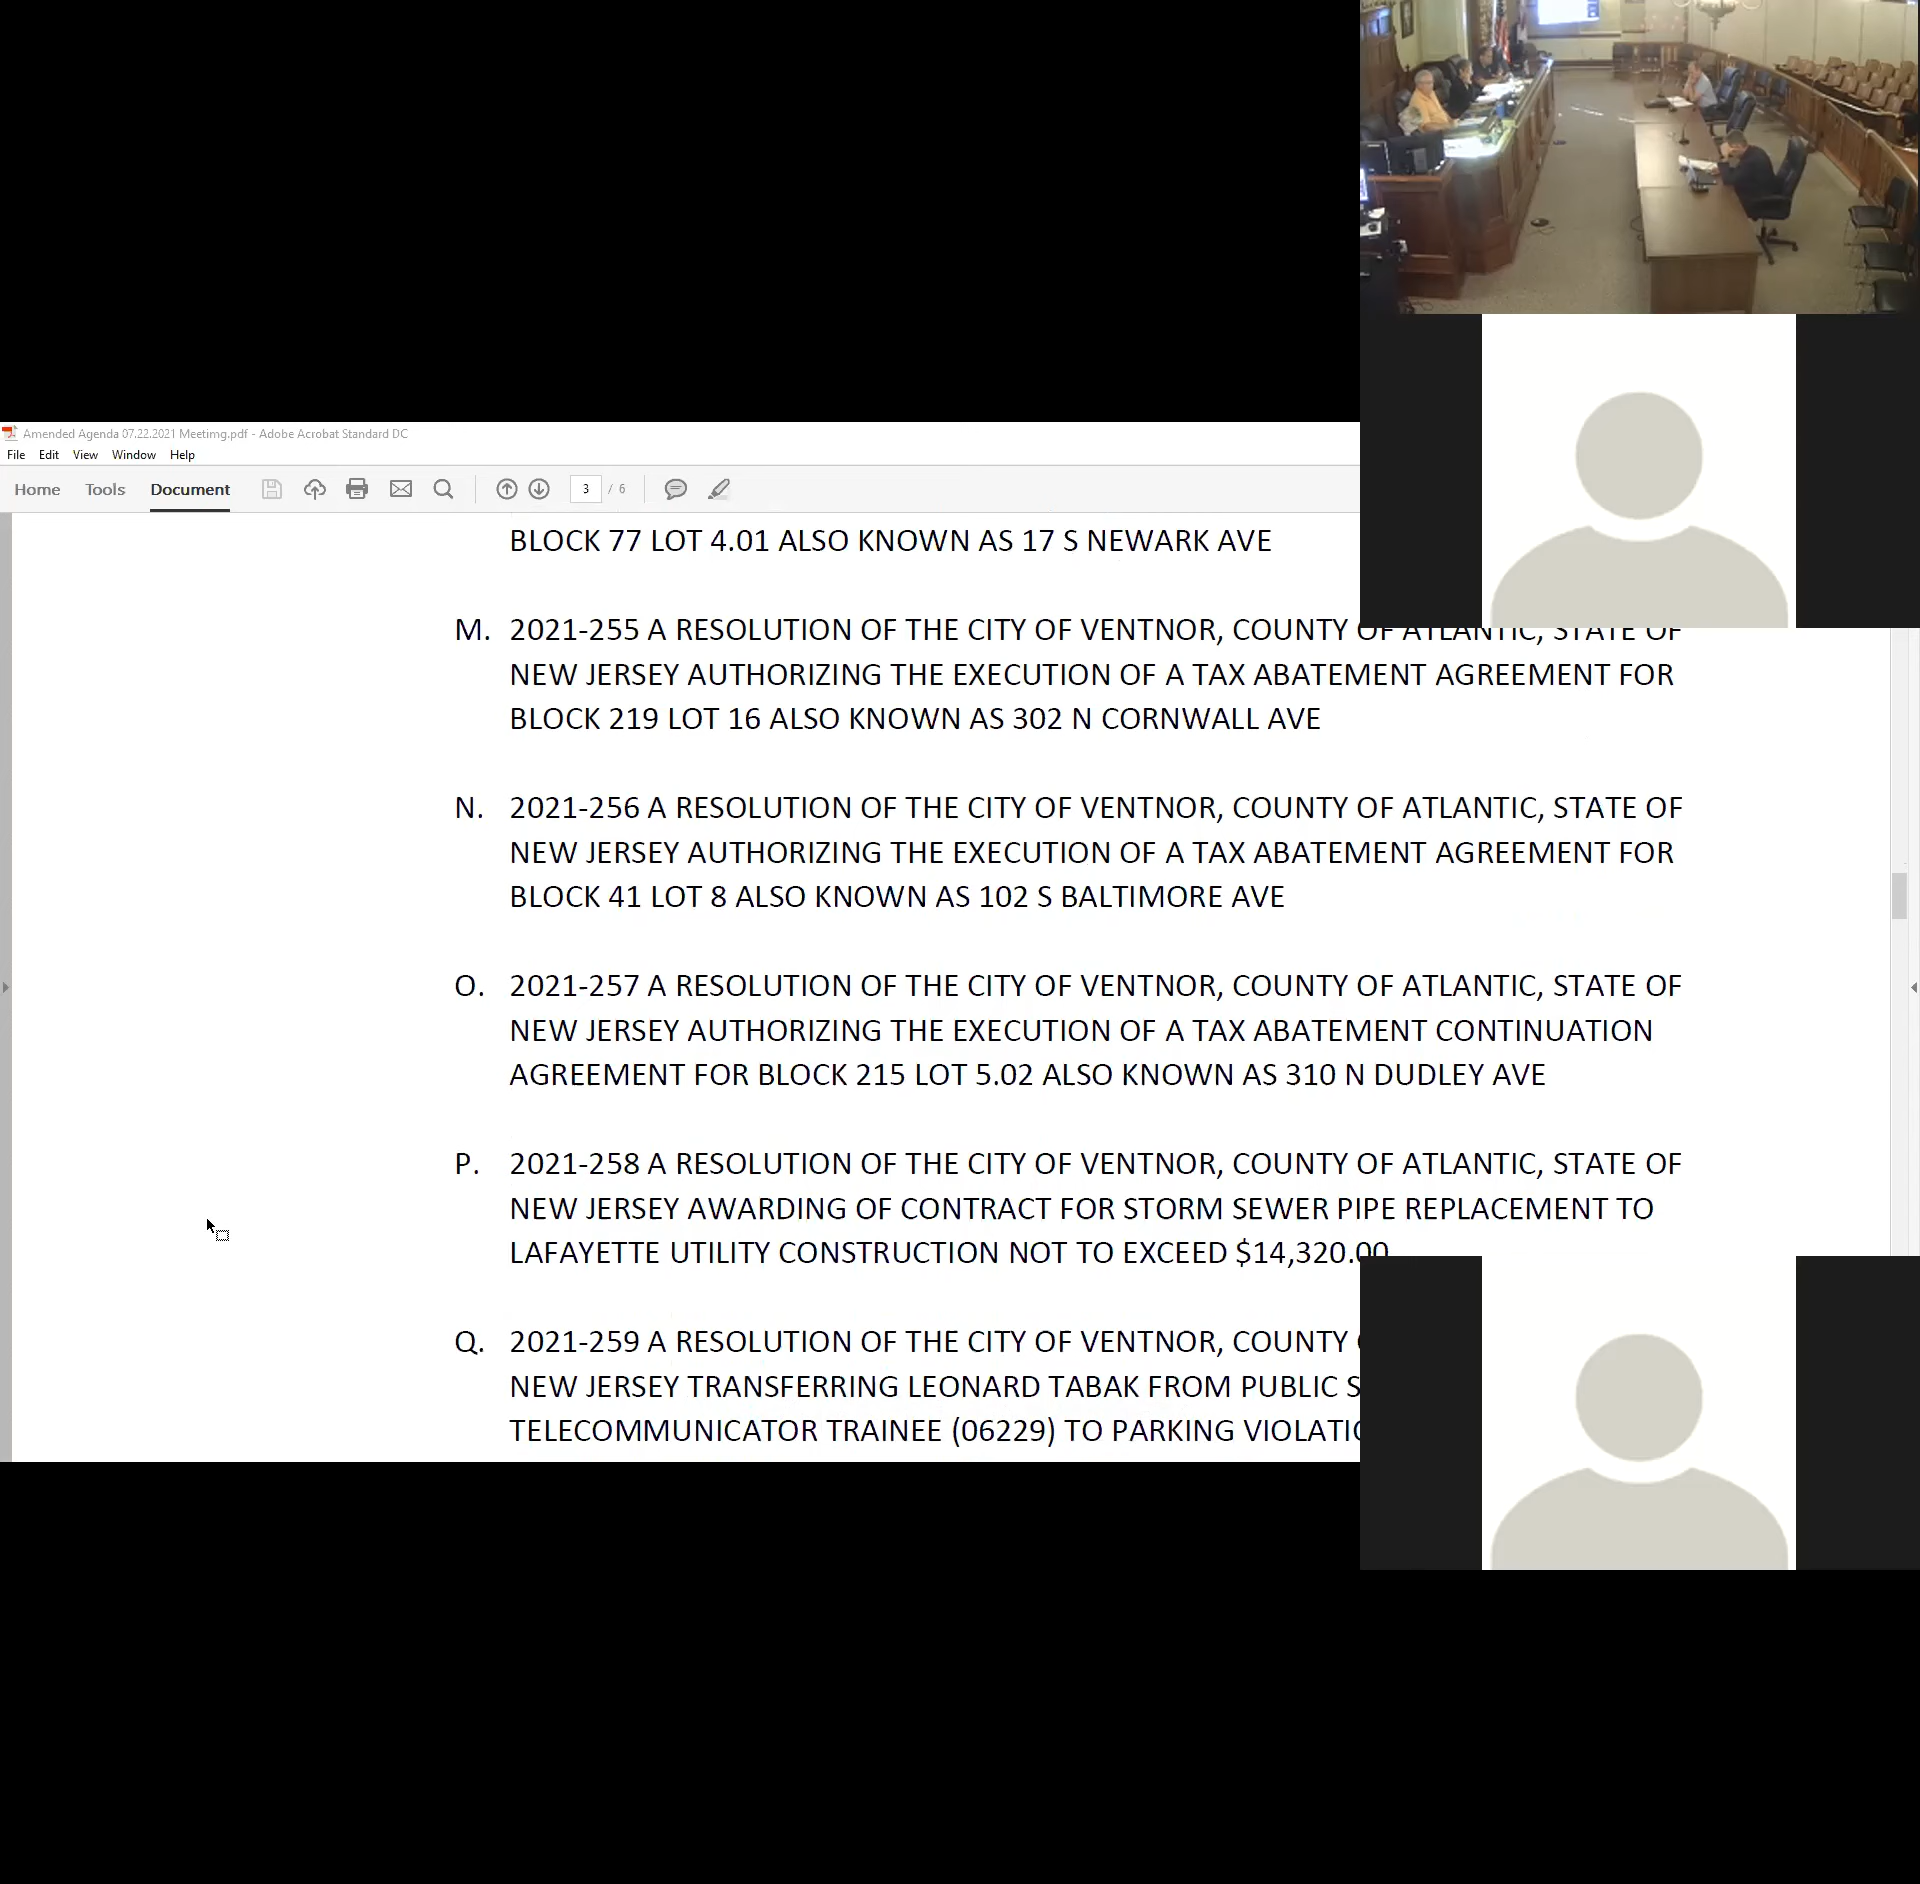 Amended Agenda 07.22.2021 Meetimg.pdf - Adobe Acrobat Standard DC
File Edit View Window Help
Home Tools Document 3 / 6
BLOCK 77 LOT 4.01 ALSO KNOWN AS 17 S NEWARK AVE
M. 2021-255 A RESOLUTION OF THE CITY OF VENTNOR, COUNTY OF ATLANTIC, STATE OF
NEW JERSEY AUTHORIZING THE EXECUTION OF A TAX ABATEMENT AGREEMENT FOR
BLOCK 219 LOT 16 ALSO KNOWN AS 302 N CORNWALL AVE
N. 2021-256 A RESOLUTION OF THE CITY OF VENTNOR, COUNTY OF ATLANTIC, STATE OF
NEW JERSEY AUTHORIZING THE EXECUTION OF A TAX ABATEMENT AGREEMENT FOR
BLOCK 41 LOT 8 ALSO KNOWN AS 102 S BALTIMORE AVE
O. 2021-257 A RESOLUTION OF THE CITY OF VENTNOR, COUNTY OF ATLANTIC, STATE OF
NEW JERSEY AUTHORIZING THE EXECUTION OF A TAX ABATEMENT CONTINUATION
AGREEMENT FOR BLOCK 215 LOT 5.02 ALSO KNOWN AS 310 N DUDLEY AVE
P. 2021-258 A RESOLUTION OF THE CITY OF VENTNOR, COUNTY OF ATLANTIC, STATE OF
NEW JERSEY AWARDING OF CONTRACT FOR STORM SEWER PIPE REPLACEMENT TO
LAFAYETTE UTILITY CONSTRUCTION NOT TO EXCEED $14,320.00
Q. 2021-259 A RESOLUTION OF THE CITY OF VENTNOR, COUNTY
NEW JERSEY TRANSFERRING LEONARD TABAK FROM PUBLIC S
TELECOMMUNICATOR TRAINEE (06229) TO PARKING VIOLATI